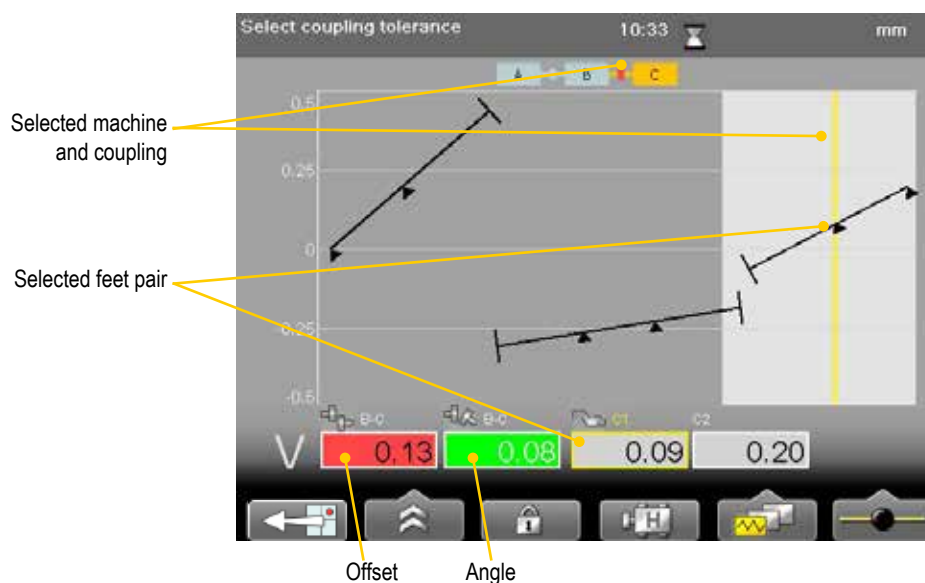 Select coupling tolerance 10:33 mm
A B C
0.5
Selected machine
and coupling
0.25
0
Selected feet pair
-0.25
-0.5
B-C B-C C1 C2
V 0.13 0.08 0.09 0.20
H
Offset Angle